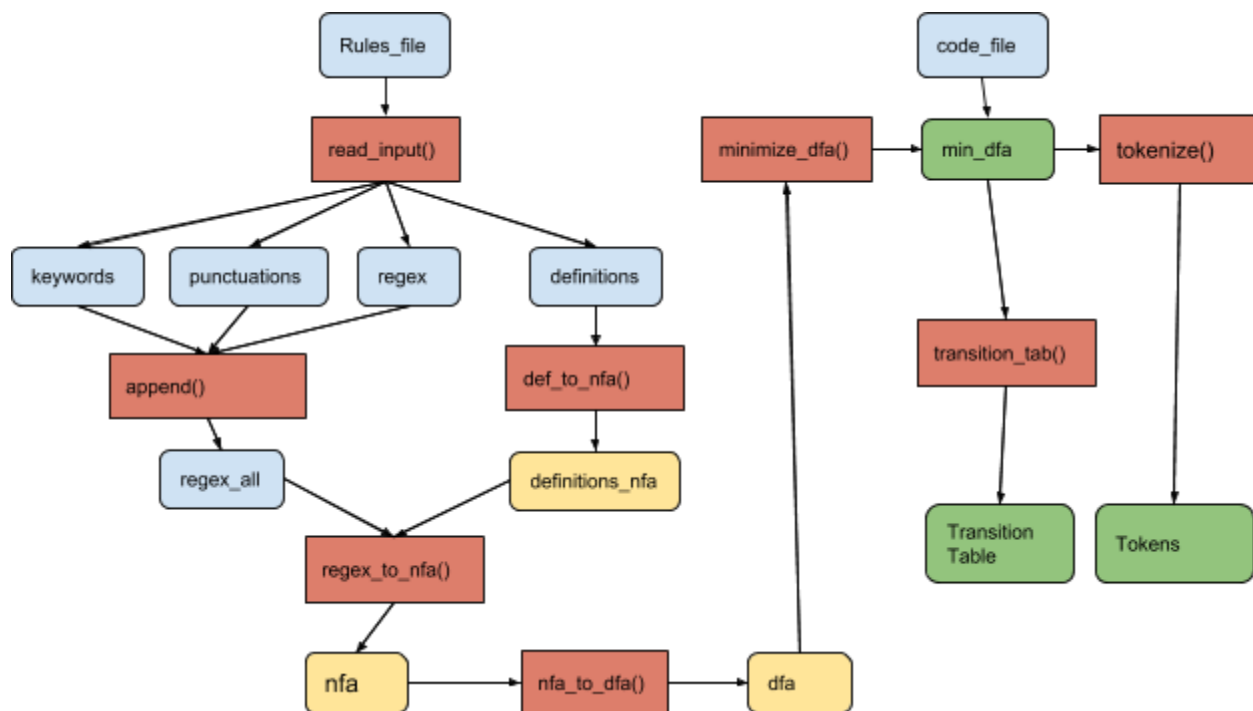 Rules_file
code_file
read_input()
minimize_dfa()
min_dfa
tokenize()
keywords
punctuations
regex
definitions
append()
def_to_nfa()
transition_tab()
regex_all
definitions_nfa
Transition
Table
Tokens
regex_to_nfa()
nfa
nfa_to_dfa()
dfa